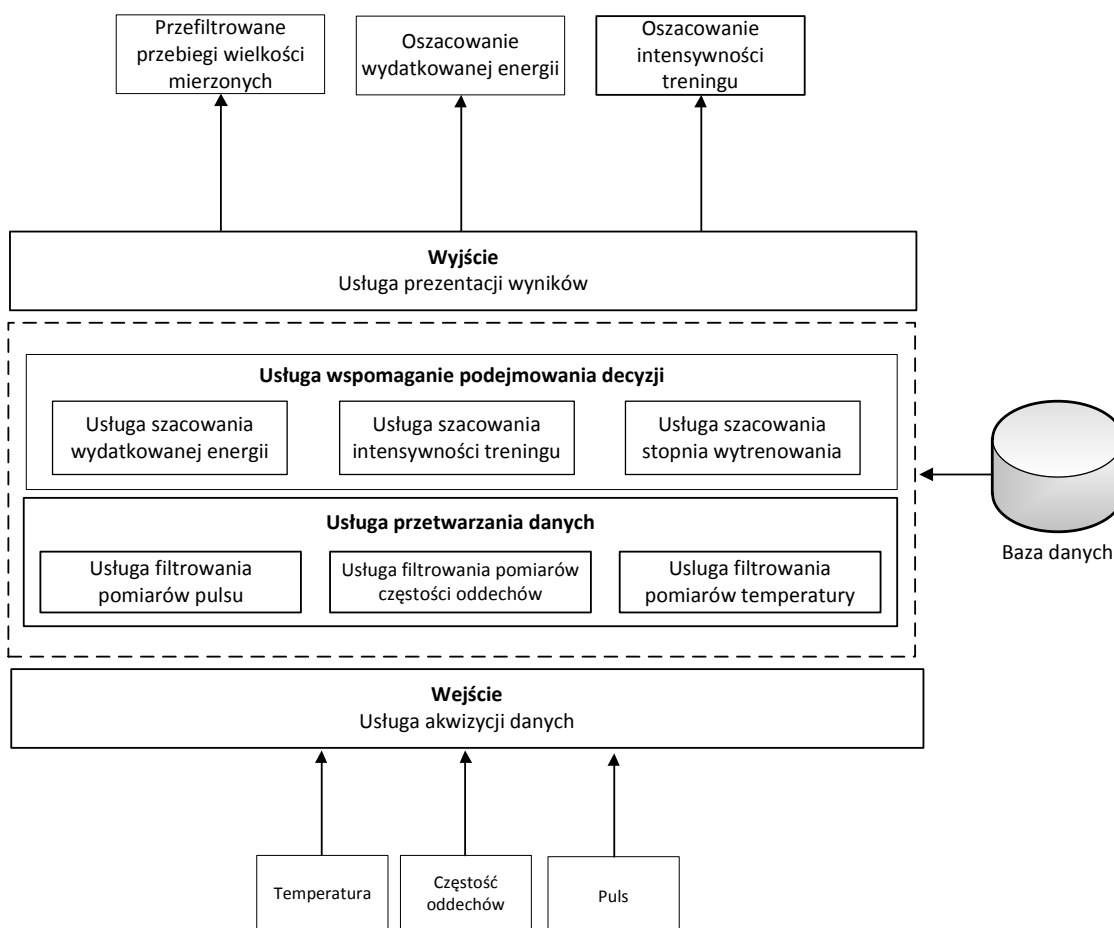 Przefiltrowane
przebiegi wielkości
mierzonych
Oszacowanie
wydatkowanej energii
Oszacowanie
intensywności
treningu
Wyjście
Usługa prezentacji wyników
Usługa wspomaganie podejmowania decyzji
Usługa szacowania
wydatkowanej energii
Usługa szacowania
intensywności treningu
Usługa szacowania
stopnia wytrenowania
Usługa przetwarzania danych
Usługa filtrowania
pomiarów pulsu
Usługa filtrowania pomiarów
częstości oddechów
Usluga filtrowania
pomiarów temperatury
Baza danych
Wejście
Usługa akwizycji danych
Temperatura
Częstość
oddechów
Puls